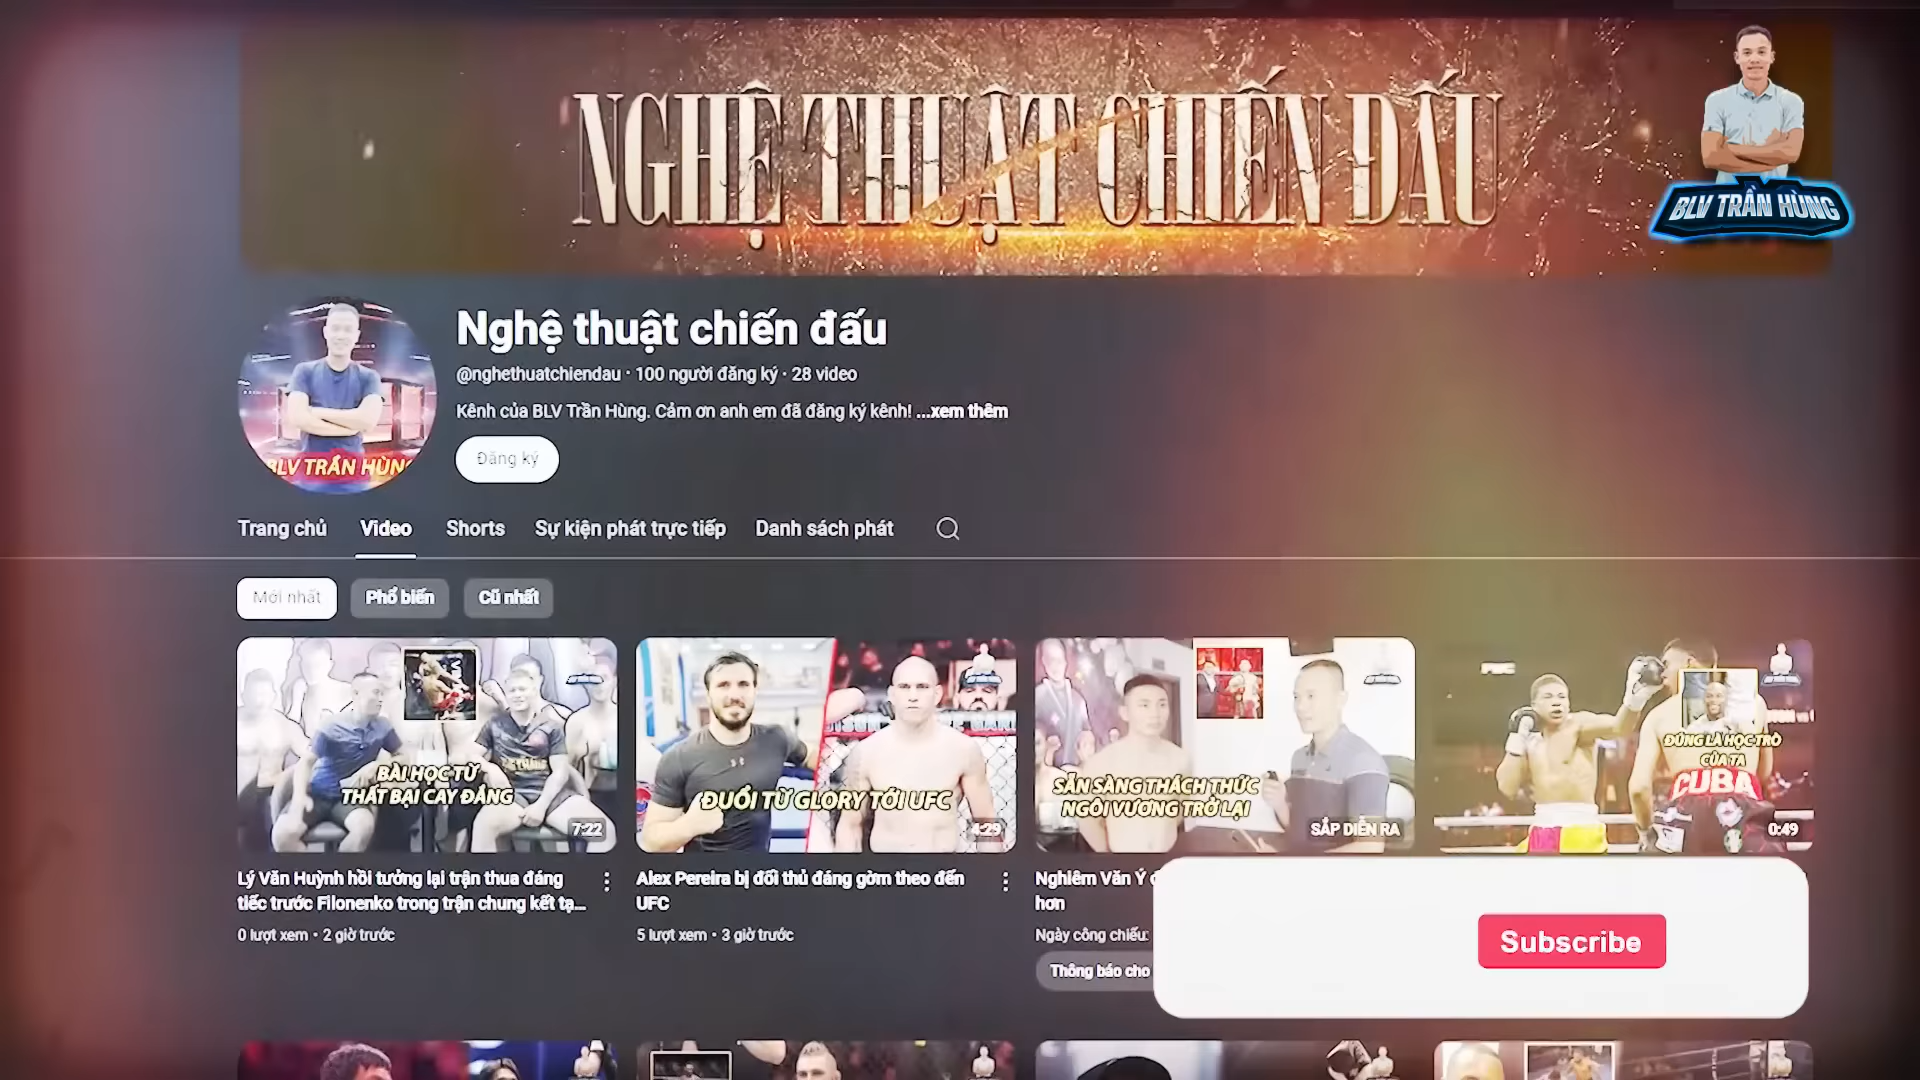 NGHỆ THUẬT CHIẾN ĐẤU
BLV TRẦN HÙNG
BLV TRẦN HÙNG
Nghệ thuật chiến đấu
@nghethuatchiendau · 100 người đăng ký · 28 video
Kênh của BLV Trần Hùng. Cảm ơn anh em đã đăng ký kênh! ...xem thêm
Đăng ký
Trang chủ Video Shorts Sự kiện phát trực tiếp Danh sách phát
Mới nhất Phổ biến Cũ nhất
BÀI HỌC TỪ
THẤT BẠI CAY ĐẮNG
7:22
ĐUỔI TỪ GLORY TỚI UFC
4:29
SẴN SÀNG THÁCH THỨC
NGÔI VƯƠNG TRỞ LẠI
SẮP DIỄN RA
ĐÚNG LÀ HỌC TRÒ
CỦA TA
CUBA
0:49
Lý Văn Huỳnh hồi tưởng lại trận thua đáng
tiếc trước Filonenko trong trận chung kết tạ...
0 lượt xem · 2 giờ trước
Alex Pereira bị đối thủ đáng gờm theo đến
UFC
5 lượt xem · 3 giờ trước
Nghiêm Văn Ý
hơn
Ngày công chiếu:
Thông báo cho
Subscribe